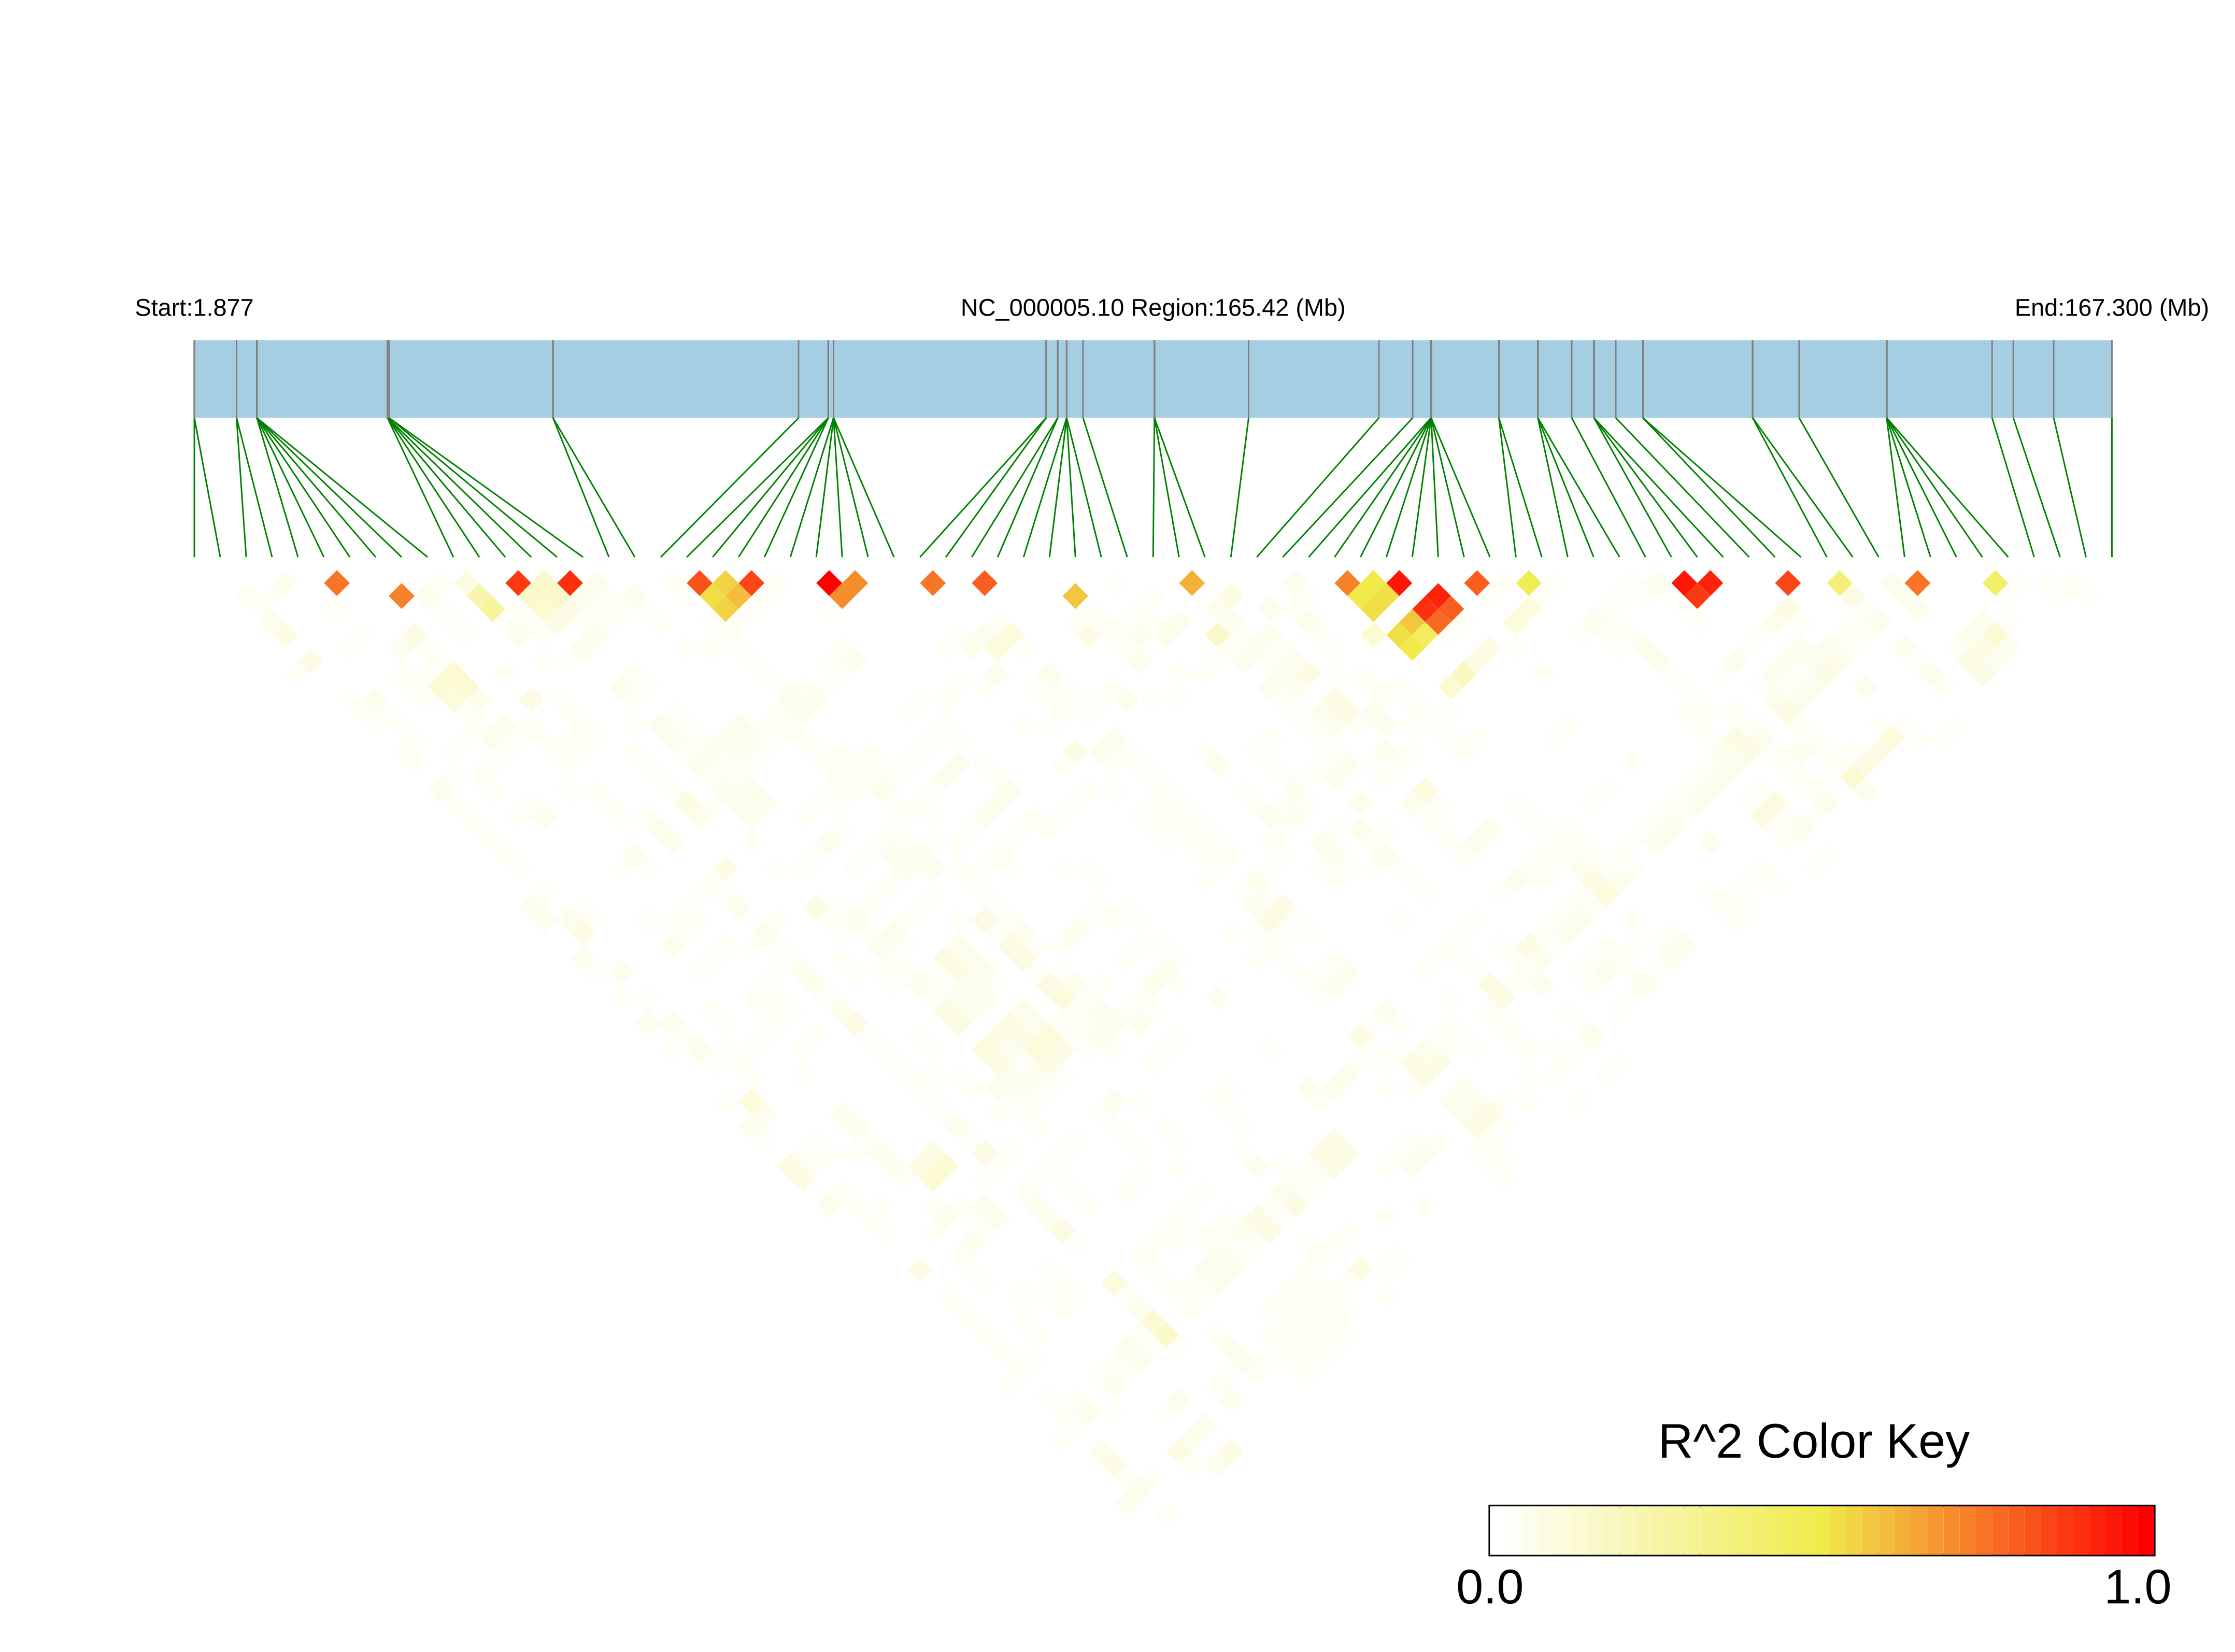 Start:1.877 NC_000005.10 Region:165.42 (Mb) End:167.300 (Mb)
R^2 Color Key
0.0 1.0